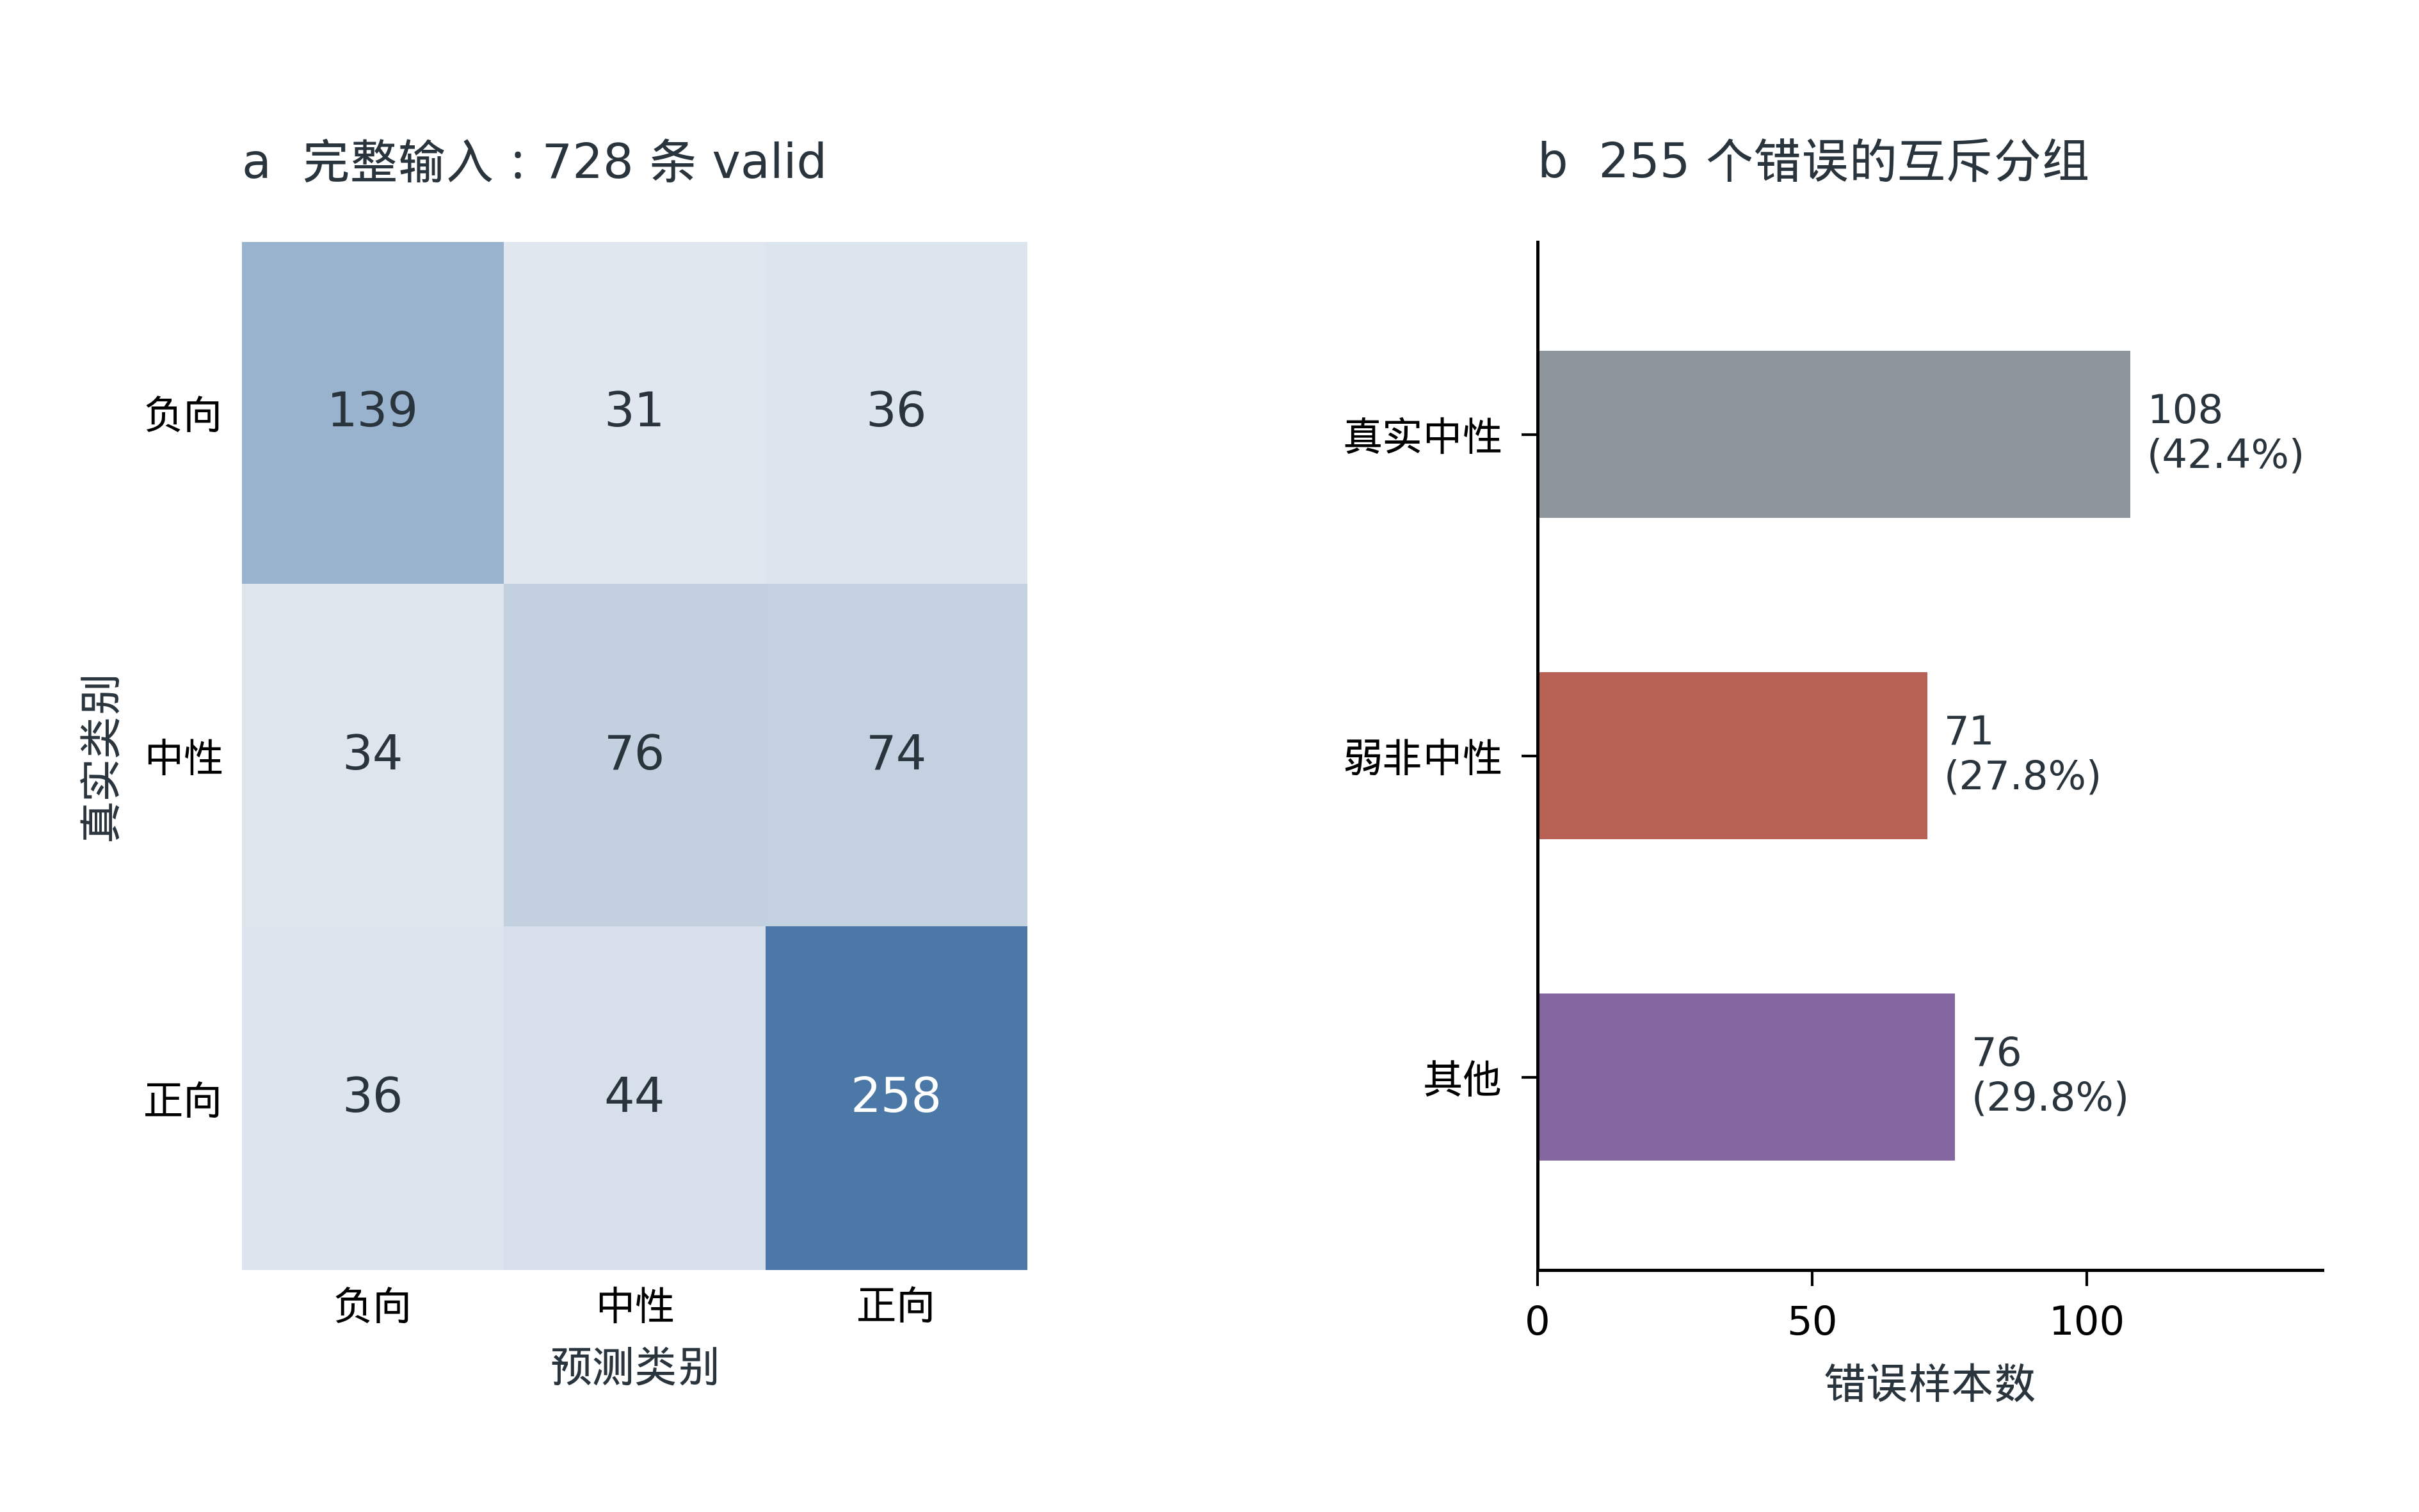 a 完整输入：728 条 valid
真实类别
负向
139 31 36
中性
34 76 74
正向
36 44 258
负向 中性 正向
预测类别
b 255 个错误的互斥分组
真实中性
108
(42.4%)
弱非中性
71
(27.8%)
其他
76
(29.8%)
0 50 100
错误样本数